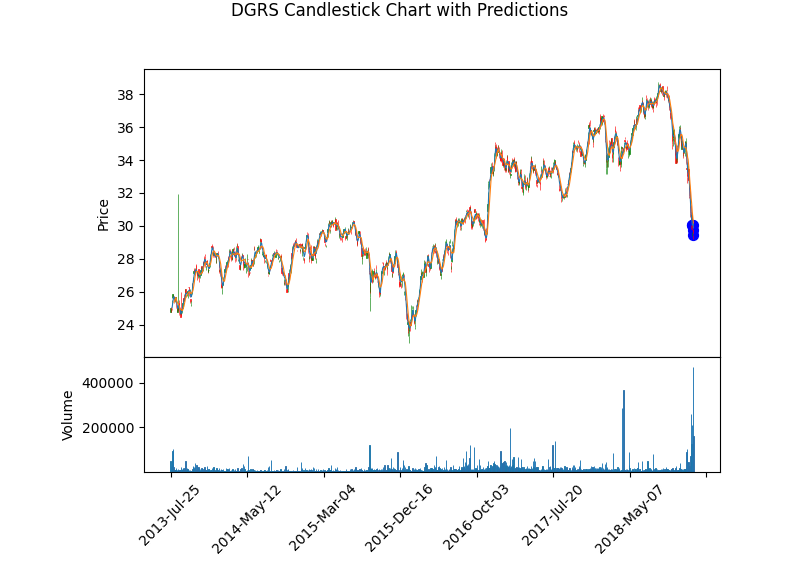 DGRS Candlestick Chart with Predictions
38
36
34
32
30
28
26
24
Price
400000
200000
Volume
2013-Jul-25
2014-May-12
2015-Mar-04
2015-Dec-16
2016-Oct-03
2017-Jul-20
2018-May-07